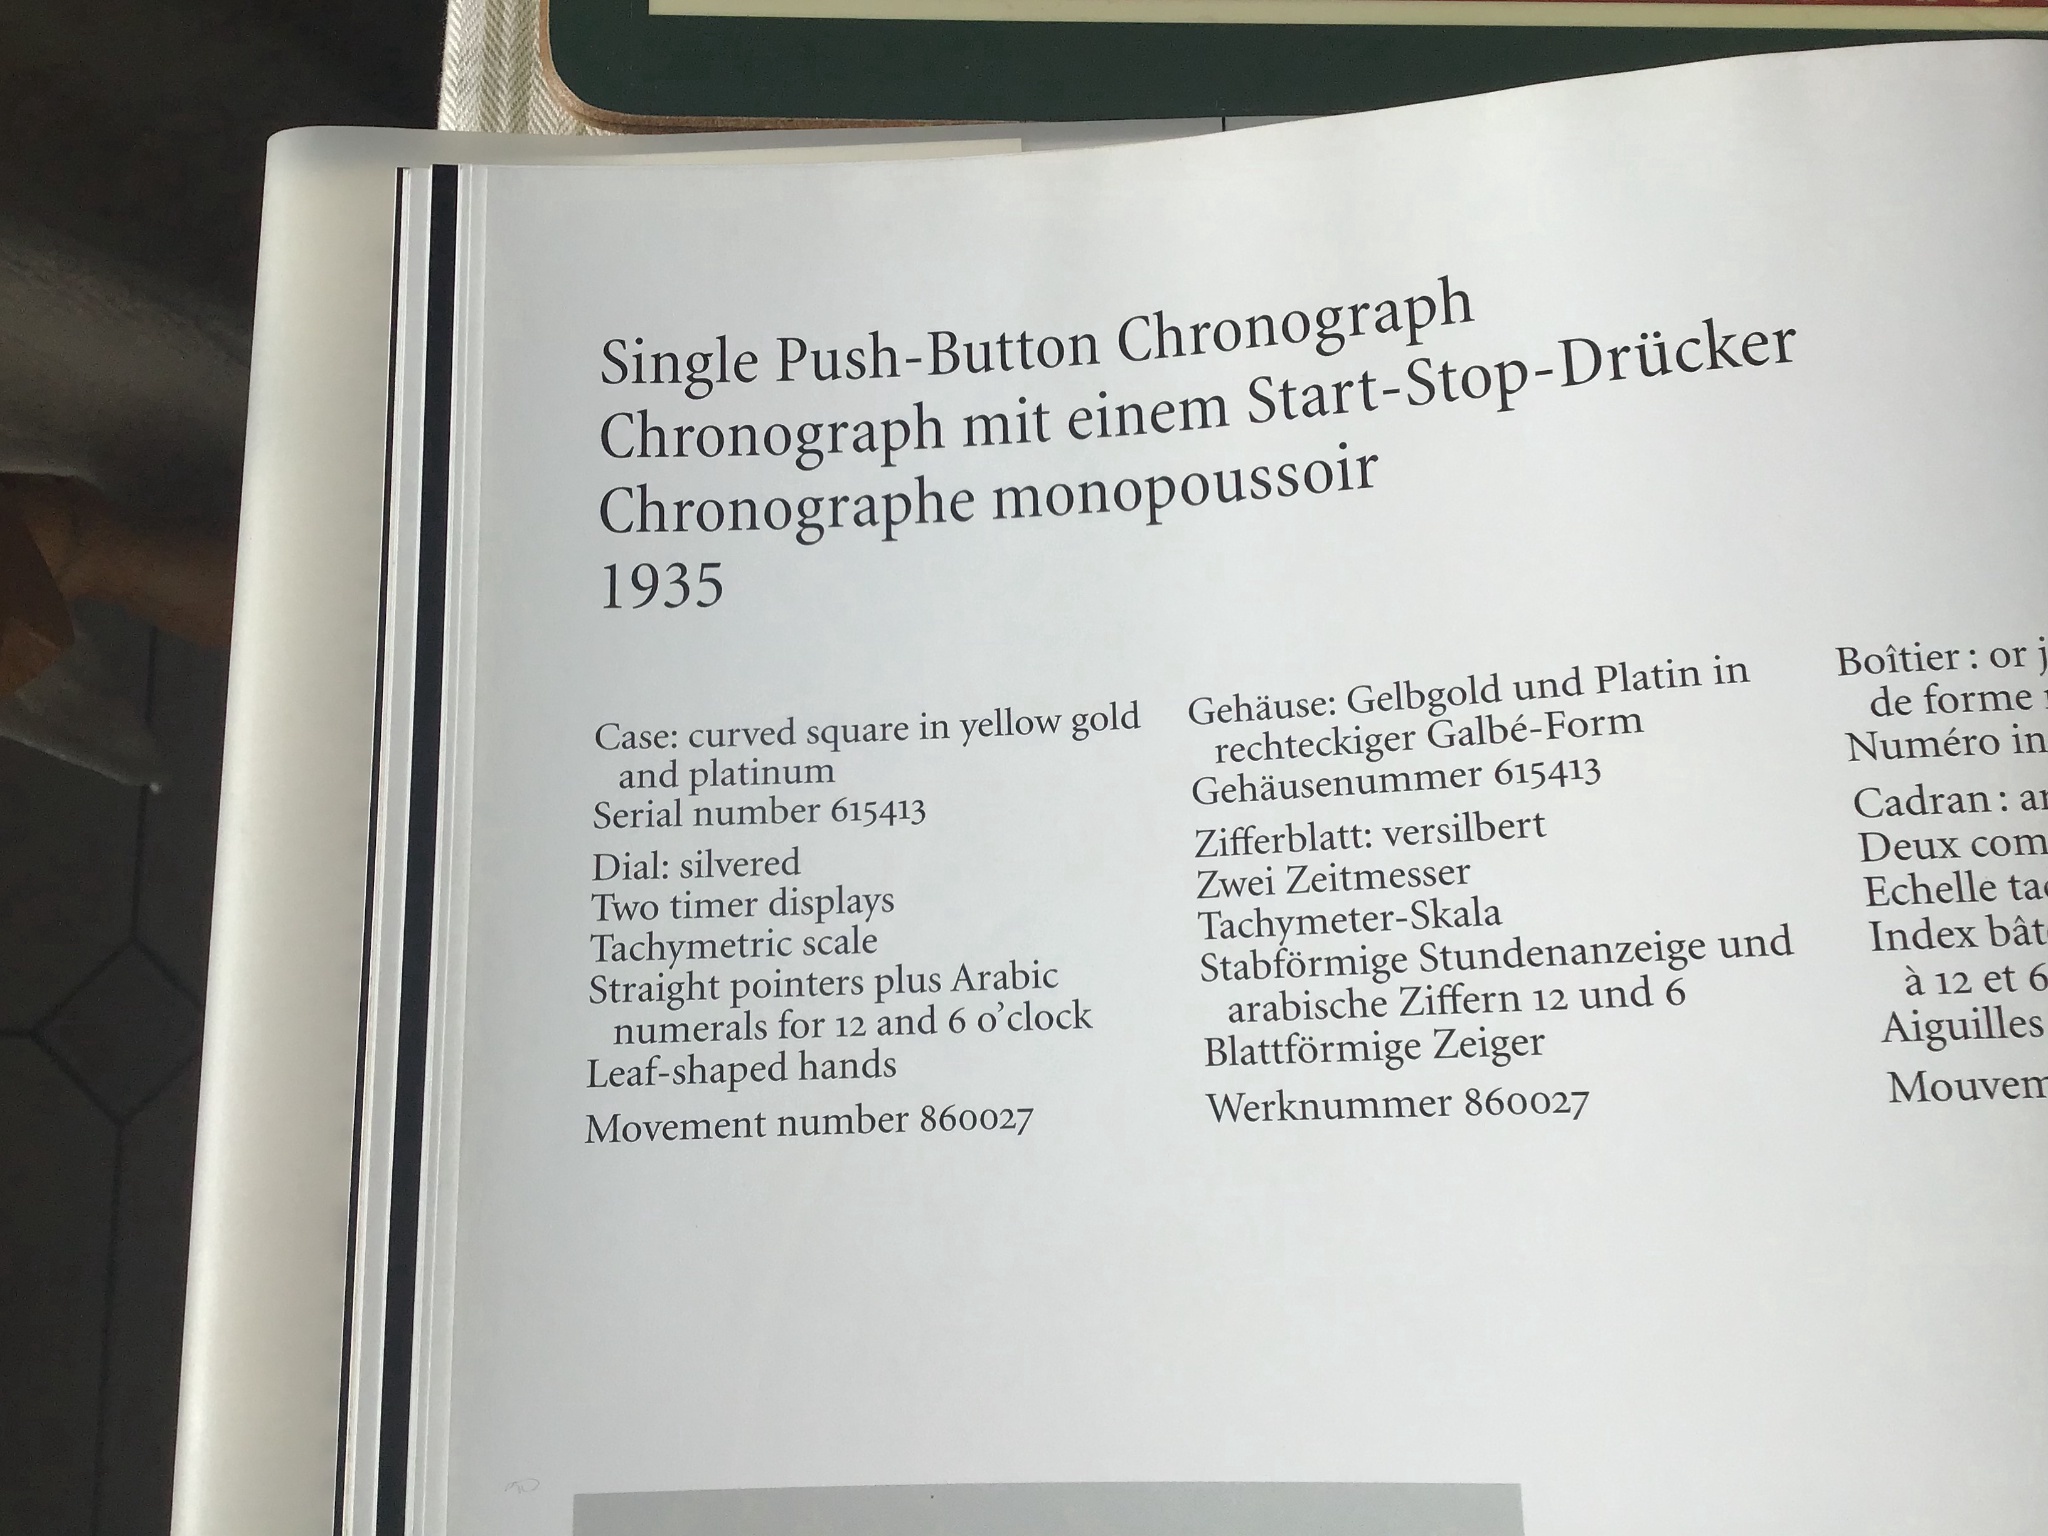 Single Push-Button Chronograph
Chronograph mit einem Start-Stop-Drücker
Chronographe monopoussoir
1935
Case: curved square in yellow gold
and platinum
Serial number 615413
Dial: silvered
Two timer displays
Tachymetric scale
Straight pointers plus Arabic
numerals for 12 and 6 o’clock
Leaf-shaped hands
Movement number 860027
Gehäuse: Gelbgold und Platin in
rechteckiger Galbé-Form
Gehäusenummer 615413
Zifferblatt: versilbert
Zwei Zeitmesser
Tachymeter-Skala
Stabförmige Stundenanzeige und
arabische Ziffern 12 und 6
Blattförmige Zeiger
Werknummer 860027
Boîtier : or
de forme
Numéro
Cadran :
Deux
Echelle
Index
à 12 et 6
Aiguilles